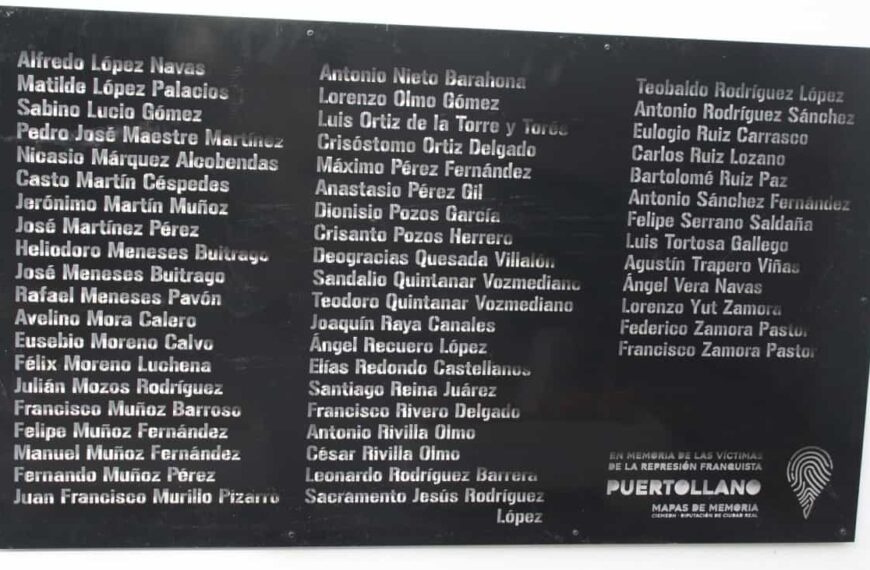 Alfredo López Navas
Matilde López Palacios
Sabino Lucio Gómez
Pedro José Maestre Martínez
Nicasio Márquez Alcobendas
Casto Martín Céspedes
Jerónimo Martín Muñoz
José Martínez Pérez
Heliodoro Meneses Buitrago
José Meneses Buitrago
Rafael Meneses Pavón
Avelino Mora Calero
Eusebio Moreno Calvo
Félix Moreno Luchena
Julián Mozos Rodríguez
Francisco Muñoz Barroso
Felipe Muñoz Fernández
Manuel Muñoz Fernández
Fernando Muñoz Pérez
Juan Francisco Murillo Pizarro
Antonio Nieto Barahona
Lorenzo Olmo Gómez
Luis Ortiz de la Torre y Torés
Crisóstomo Ortiz Delgado
Máximo Pérez Fernández
Anastasio Pérez Gil
Dionisio Pozos García
Crisanto Pozos Herrero
Deogracias Quesada Villalón
Sandalio Quintanar Vozmediano
Teodoro Quintanar Vozmediano
Joaquín Raya Canales
Ángel Recuero López
Elías Redondo Castellanos
Santiago Reina Juárez
Francisco Rivero Delgado
Antonio Rivilla Olmo
César Rivilla Olmo
Leonardo Rodríguez Barrera
Sacramento Jesús Rodríguez
López
Teobaldo Rodríguez López
Antonio Rodríguez Sánchez
Eulogio Ruiz Carrasco
Carlos Ruiz Lozano
Bartolomé Ruiz Paz
Antonio Sánchez Fernández
Felipe Serrano Saldaña
Luis Tortosa Gallego
Agustín Trapero Viñas
Ángel Vera Navas
Lorenzo Yut Zamora
Federico Zamora Pastor
Francisco Zamora Pastor
EN MEMORIA DE LAS VÍCTIMAS
DE LA REPRESIÓN FRANQUISTA
PUERTOLLANO
MAPAS DE MEMORIA
CIEMEDH · DIPUTACIÓN DE CIUDAD REAL